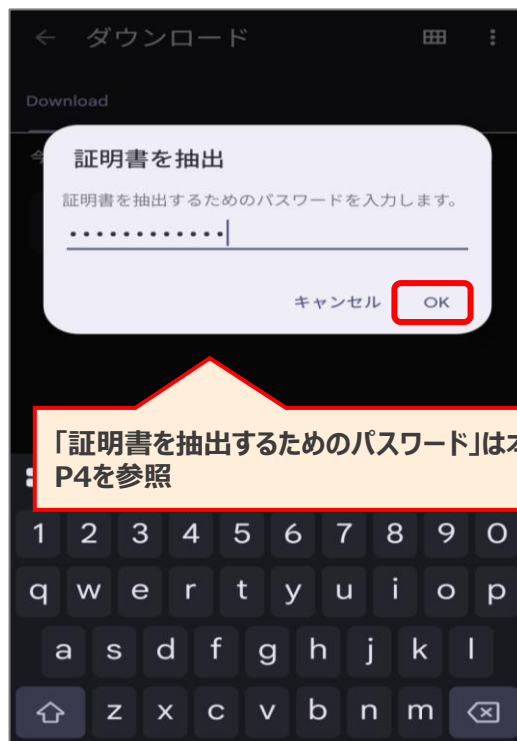 ダウンロード
Download
今
証明書を抽出
証明書を抽出するためのパスワードを入力します。
••••••••••••
キャンセル OK
「証明書を抽出するためのパスワード」は本
P4を参照
1 2 3 4 5 6 7 8 9 0
q w e r t y u i o p
a s d f g h j k l
z x c v b n m